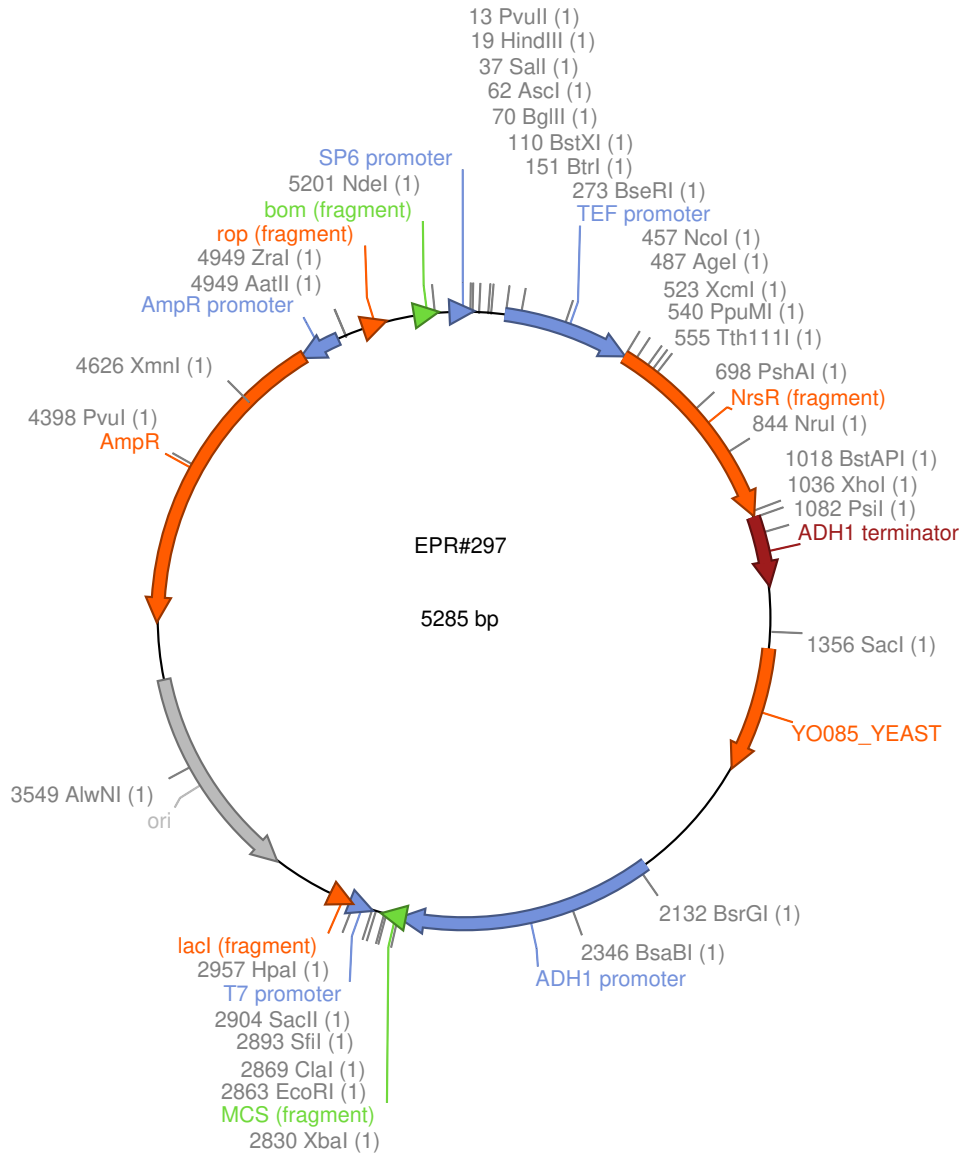 13 PvuII (1)
19 HindIII (1)
37 SalI (1)
62 AscI (1)
70 BglII (1)
110 BstXI (1)
151 BtrI (1)
273 BseRI (1)
TEF promoter
457 NcoI (1)
487 AgeI (1)
523 XcmI (1)
540 PpuMI (1)
555 Tth111I (1)
698 PshAI (1)
NrsR (fragment)
844 NruI (1)
1018 BstAPI (1)
1036 XhoI (1)
1082 PsiI (1)
ADH1 terminator
1356 SacI (1)
YO085_YEAST
2132 BsrGI (1)
2346 BsaBI (1)
ADH1 promoter
SP6 promoter
5201 NdeI (1)
bom (fragment)
rop (fragment)
4949 ZraI (1)
4949 AatII (1)
AmpR promoter
4626 XmnI (1)
4398 PvuI (1)
AmpR
EPR#297
5285 bp
3549 AlwNI (1)
ori
lacI (fragment)
2957 HpaI (1)
T7 promoter
2904 SacII (1)
2893 SfiI (1)
2869 ClaI (1)
2863 EcoRI (1)
MCS (fragment)
2830 XbaI (1)